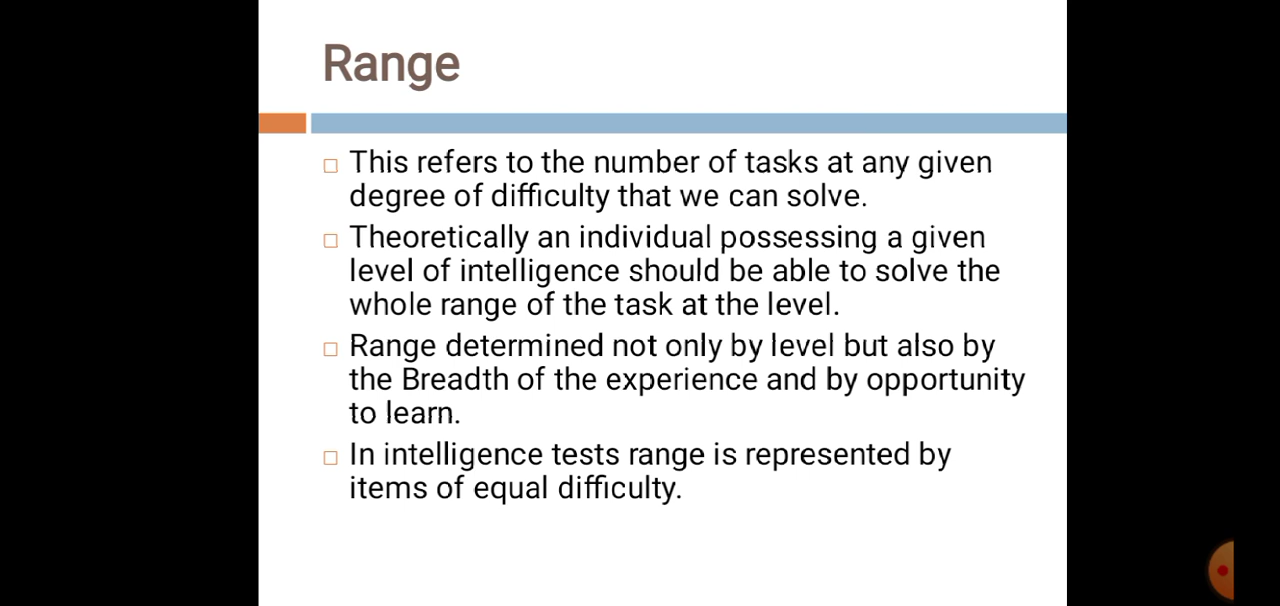 Range
□ This refers to the number of tasks at any given
degree of difficulty that we can solve.
□ Theoretically an individual possessing a given
level of intelligence should be able to solve the
whole range of the task at the level.
□ Range determined not only by level but also by
the Breadth of the experience and by opportunity
to learn.
□ In intelligence tests range is represented by
items of equal difficulty.